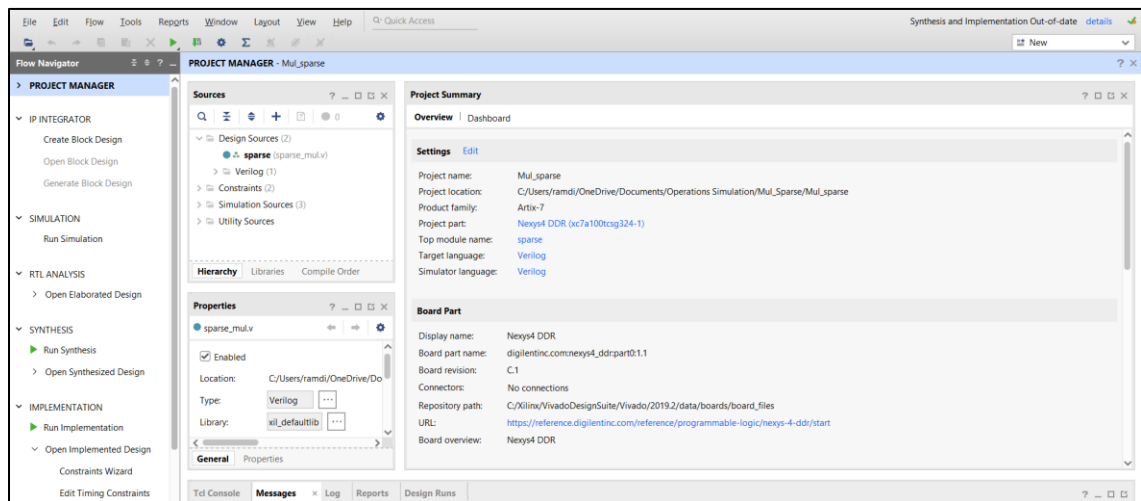 File Edit Flow Tools Reports Window Layout View Help Quick Access Synthesis and Implementation Out-of-date details
New
Flow Navigator
PROJECT MANAGER
IP INTEGRATOR
Create Block Design
Open Block Design
Generate Block Design
SIMULATION
Run Simulation
RTL ANALYSIS
Open Elaborated Design
SYNTHESIS
Run Synthesis
Open Synthesized Design
IMPLEMENTATION
Run Implementation
Open Implemented Design
Constraints Wizard
Edit Timing Constraints
PROJECT MANAGER - Mul_sparse
Sources
0
Design Sources (2)
sparse (sparse_mul.v)
Verilog (1)
Constraints (2)
Simulation Sources (3)
Utility Sources
Hierarchy Libraries Compile Order
Properties
sparse_mul.v
Enabled
Location: C:/Users/ramdi/OneDrive/Do
Type: Verilog
Library: xil_defaultlib
General Properties
Project Summary
Overview Dashboard
Settings Edit
Project name: Mul_sparse
Project location: C:/Users/ramdi/OneDrive/Documents/Operations Simulation/Mul_Sparse/Mul_sparse
Product family: Artix-7
Project part: Nexys4 DDR (xc7a100tcsg324-1)
Top module name: sparse
Target language: Verilog
Simulator language: Verilog
Board Part
Display name: Nexys4 DDR
Board part name: digilentinc.com:nexys4_ddr:part0:1.1
Board revision: C.1
Connectors: No connections
Repository path: C:/Xilinx/VivadoDesignSuite/Vivado/2019.2/data/boards/board_files
URL: https://reference.digilentinc.com/reference/programmable-logic/nexys-4-ddr/start
Board overview: Nexys4 DDR
Tcl Console Messages Log Reports Design Runs